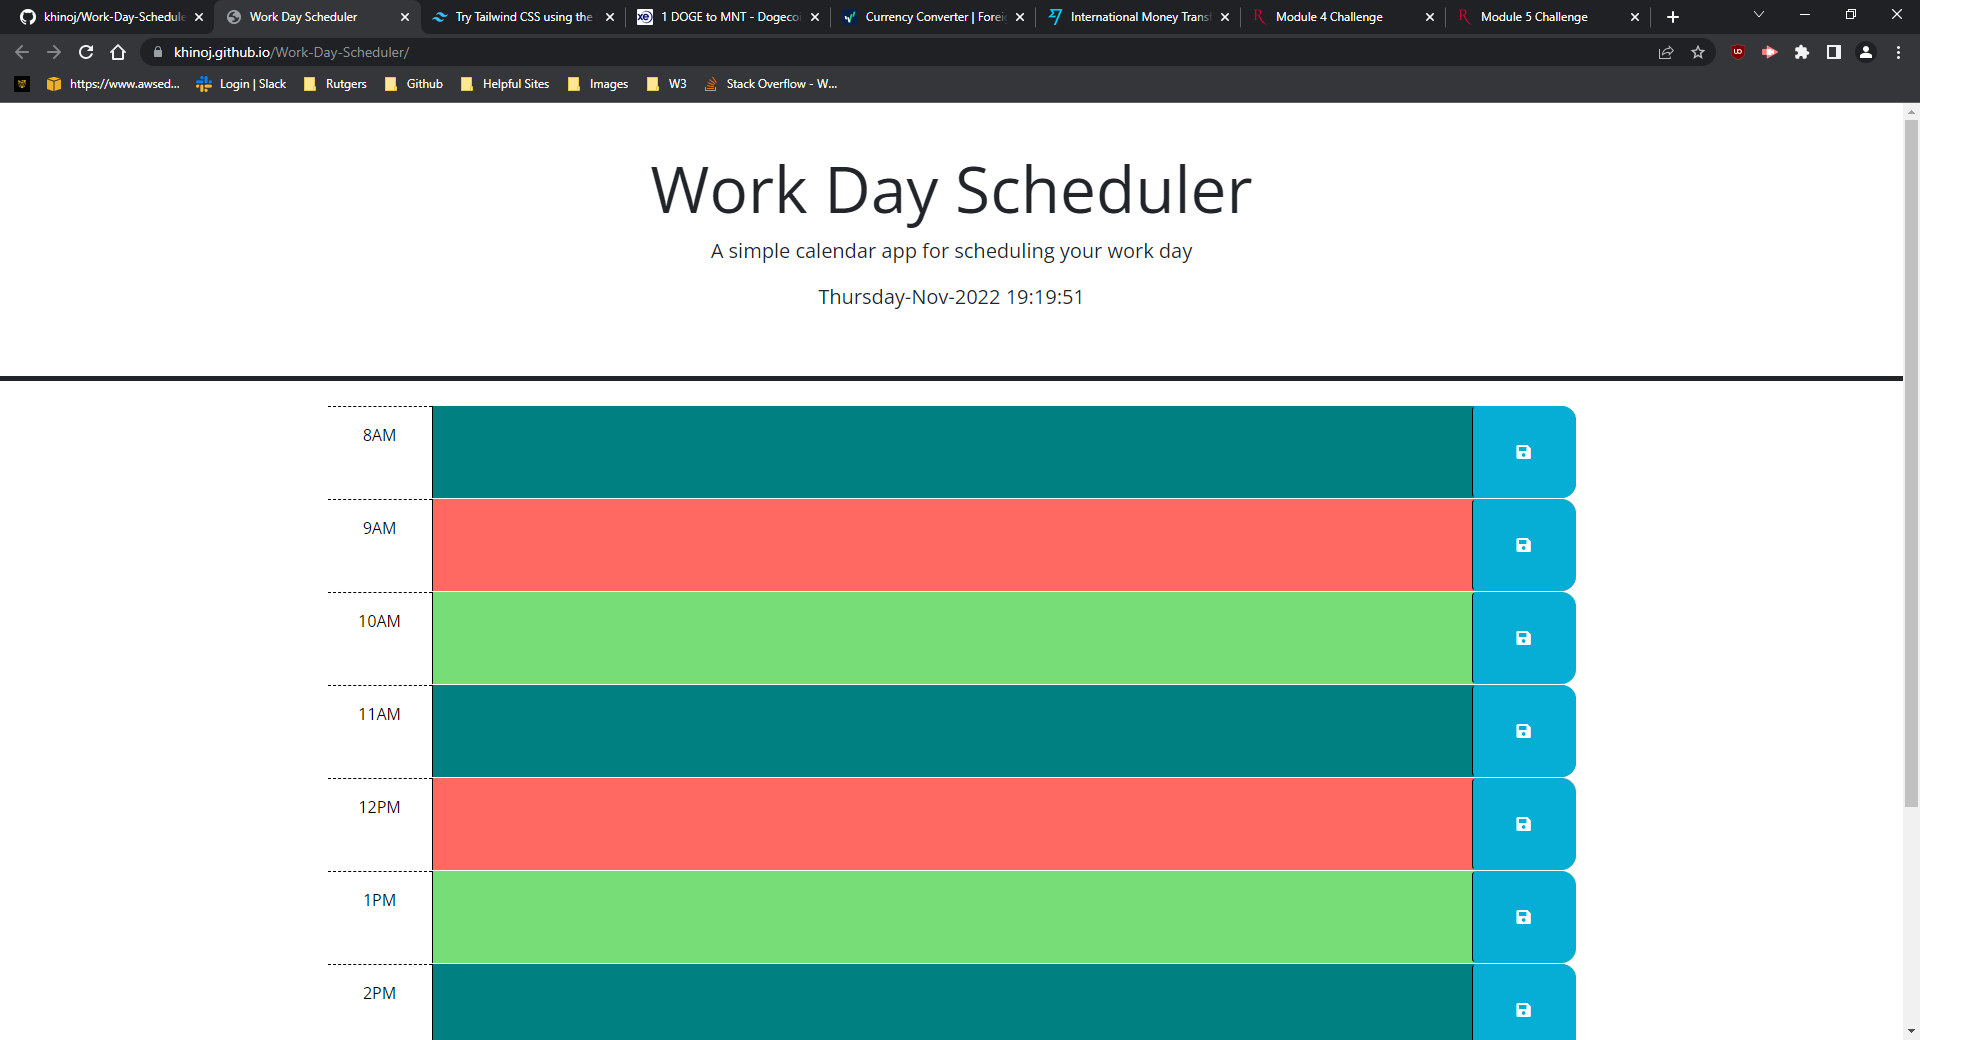 khinoj/Work-Day-Schedule
Work Day Scheduler
Try Tailwind CSS using the
1 DOGE to MNT - Dogecoi
Currency Converter | Forei
International Money Trans
Module 4 Challenge
Module 5 Challenge
khinoj.github.io/Work-Day-Scheduler/
https://www.awsed...
Login | Slack
Rutgers
Github
Helpful Sites
Images
W3
Stack Overflow - W...
Work Day Scheduler
A simple calendar app for scheduling your work day
Thursday-Nov-2022 19:19:51
8AM
9AM
10AM
11AM
12PM
1PM
2PM